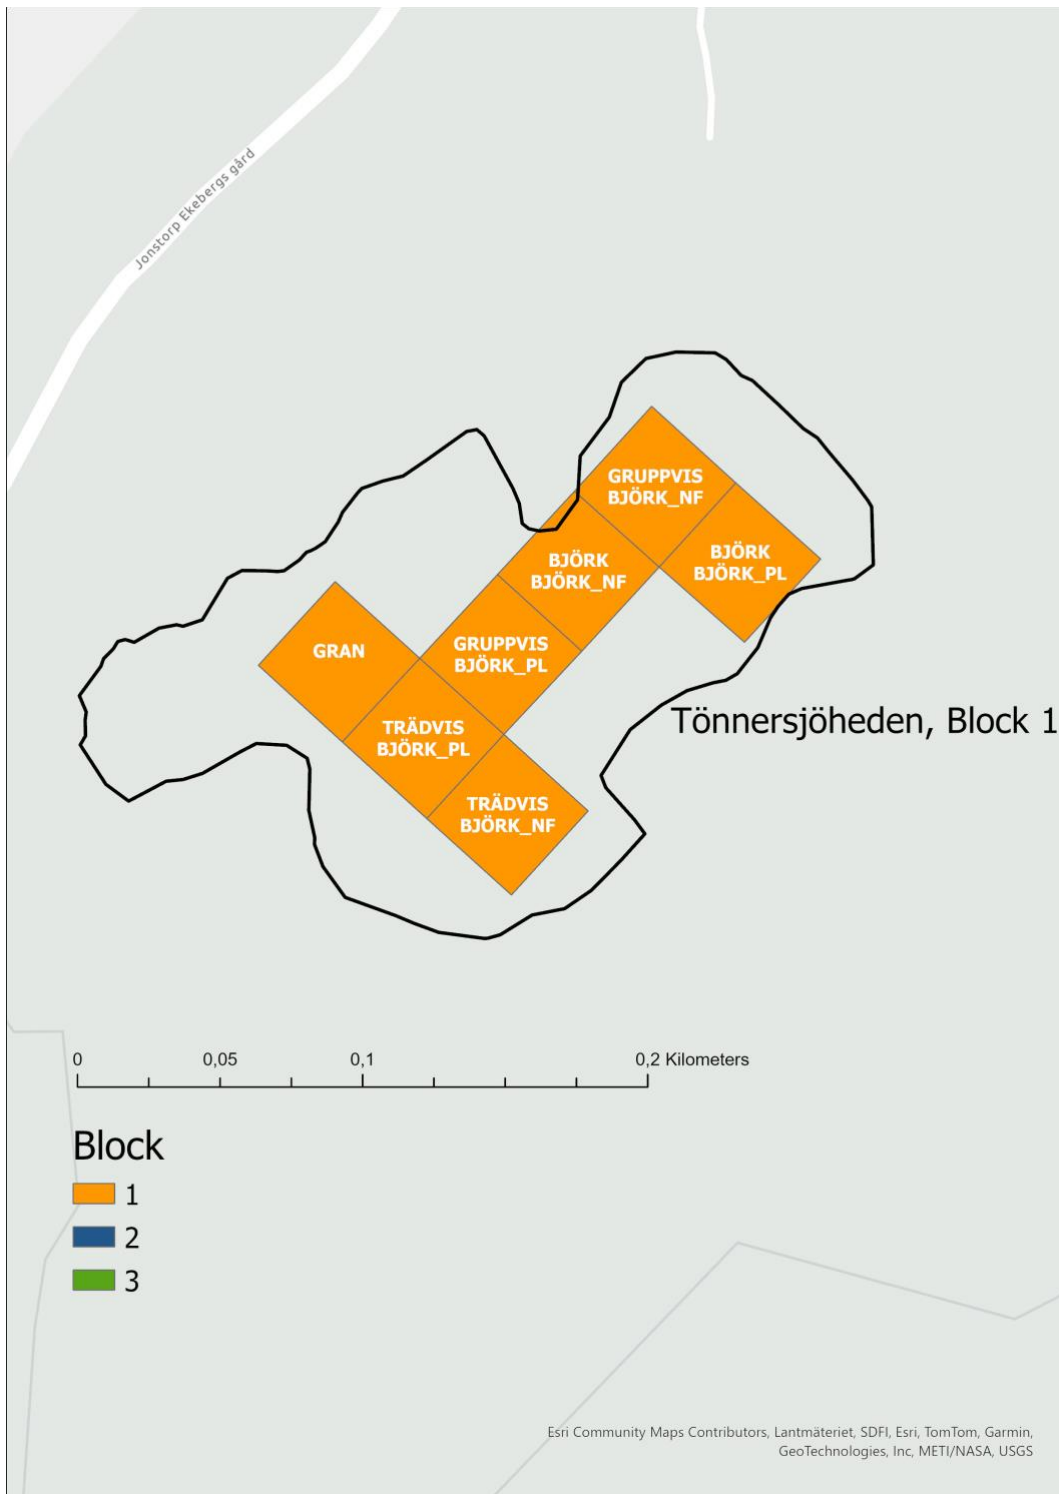 Jonstorp Ekebergs gård
GRUPPVIS
BJÖRK_NF
BJÖRK
BJÖRK_PL
BJÖRK
BJÖRK_NF
GRUPPVIS
BJÖRK_PL
GRAN
TRÄDVIS
BJÖRK_PL
TRÄDVIS
BJÖRK_NF
Tönnersjöheden, Block 1
0 0,05 0,1 0,2 Kilometers
Block
1
2
3
Esri Community Maps Contributors, Lantmäteriet, SDFI, Esri, TomTom, Garmin,
GeoTechnologies, Inc, METI/NASA, USGS